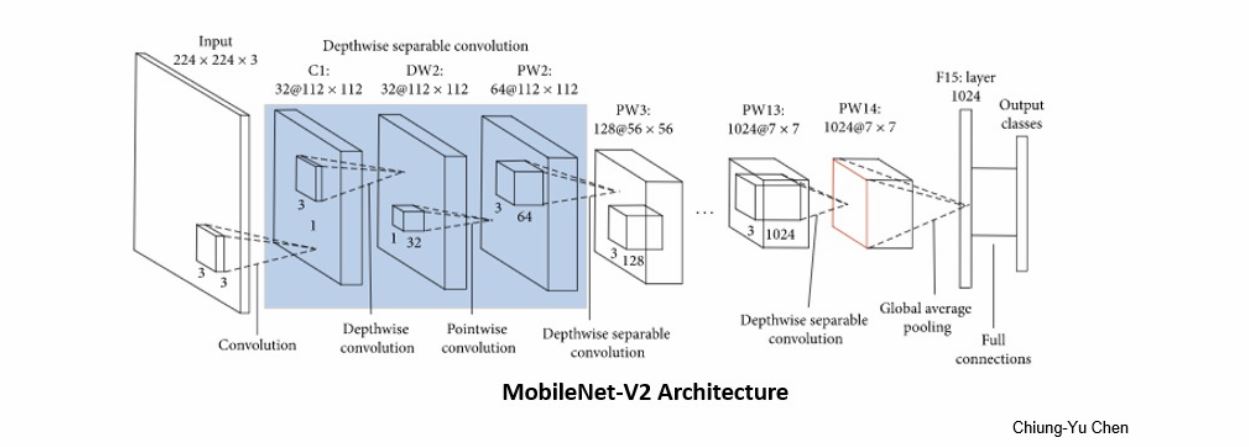 Input
224 × 224 × 3
Depthwise separable convolution
C1:
32@112 × 112
DW2:
32@112 × 112
PW2:
64@112 × 112
PW3:
128@56 × 56
PW13:
1024@7 × 7
PW14:
1024@7 × 7
F15: layer
1024
Output
classes
3
3
3
1
1
32
3
64
3
128
...
3
1024
Convolution
Depthwise
convolution
Pointwise
convolution
Depthwise separable
convolution
Depthwise separable
convolution
Global average
pooling
Full
connections
MobileNet-V2 Architecture
Chiung-Yu Chen